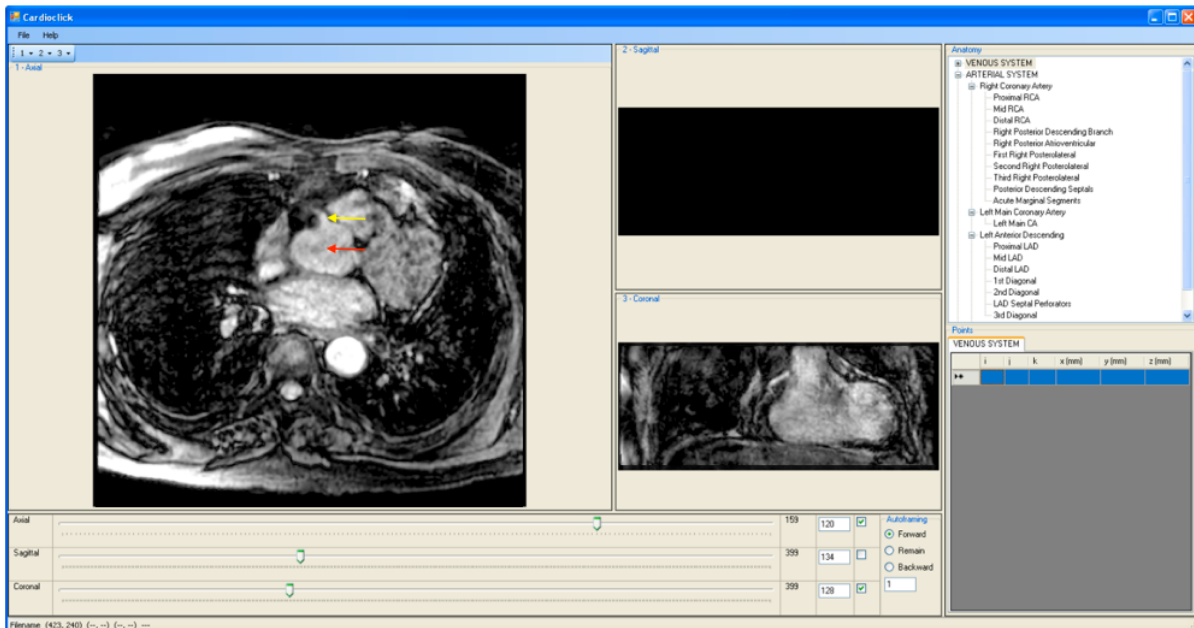 Cardioclick
File Help
1 2 3
1 - Axial
2 - Sagittal
3 - Coronal
Anatomy
VENOUS SYSTEM
ARTERIAL SYSTEM
Right Coronary Artery
Proximal RCA
Mid RCA
Distal RCA
Right Posterior Descending Branch
Right Posterior Atrioventricular
First Right Posterolateral
Second Right Posterolateral
Third Right Posterolateral
Posterior Descending Septals
Acute Marginal Segments
Left Main Coronary Artery
Left Main CA
Left Anterior Descending
Proximal LAD
Mid LAD
Distal LAD
1st Diagonal
2nd Diagonal
LAD Septal Perforators
3rd Diagonal
Points
VENOUS SYSTEM
i j k x (mm) y (mm) z (mm)
Axial 159 120
Sagittal 399 134
Coronal 399 128
Autoframing
Forward
Remain
Backward
1
Filename (423, 240) (--, --) (--, --) ---